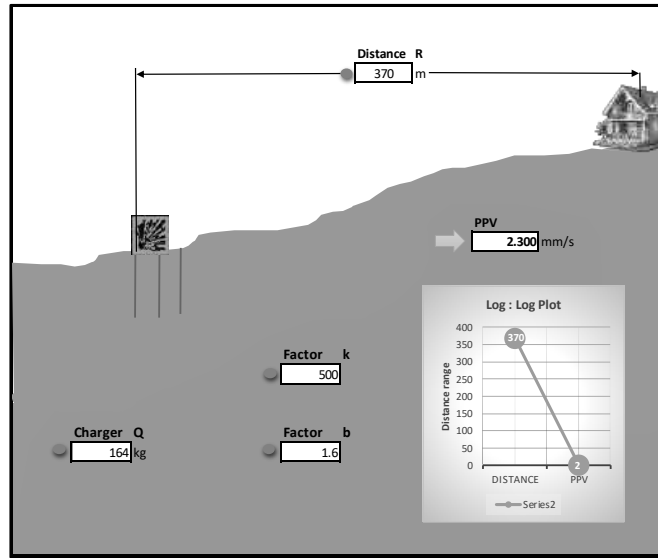 Distance R
370 m
PPV
2.300 mm/s
Log : Log Plot
400
350
300
250
200
150
100
50
0
Distance range
370
2
DISTANCE PPV
Series2
Factor k
500
Charger Q
164 kg
Factor b
1.6